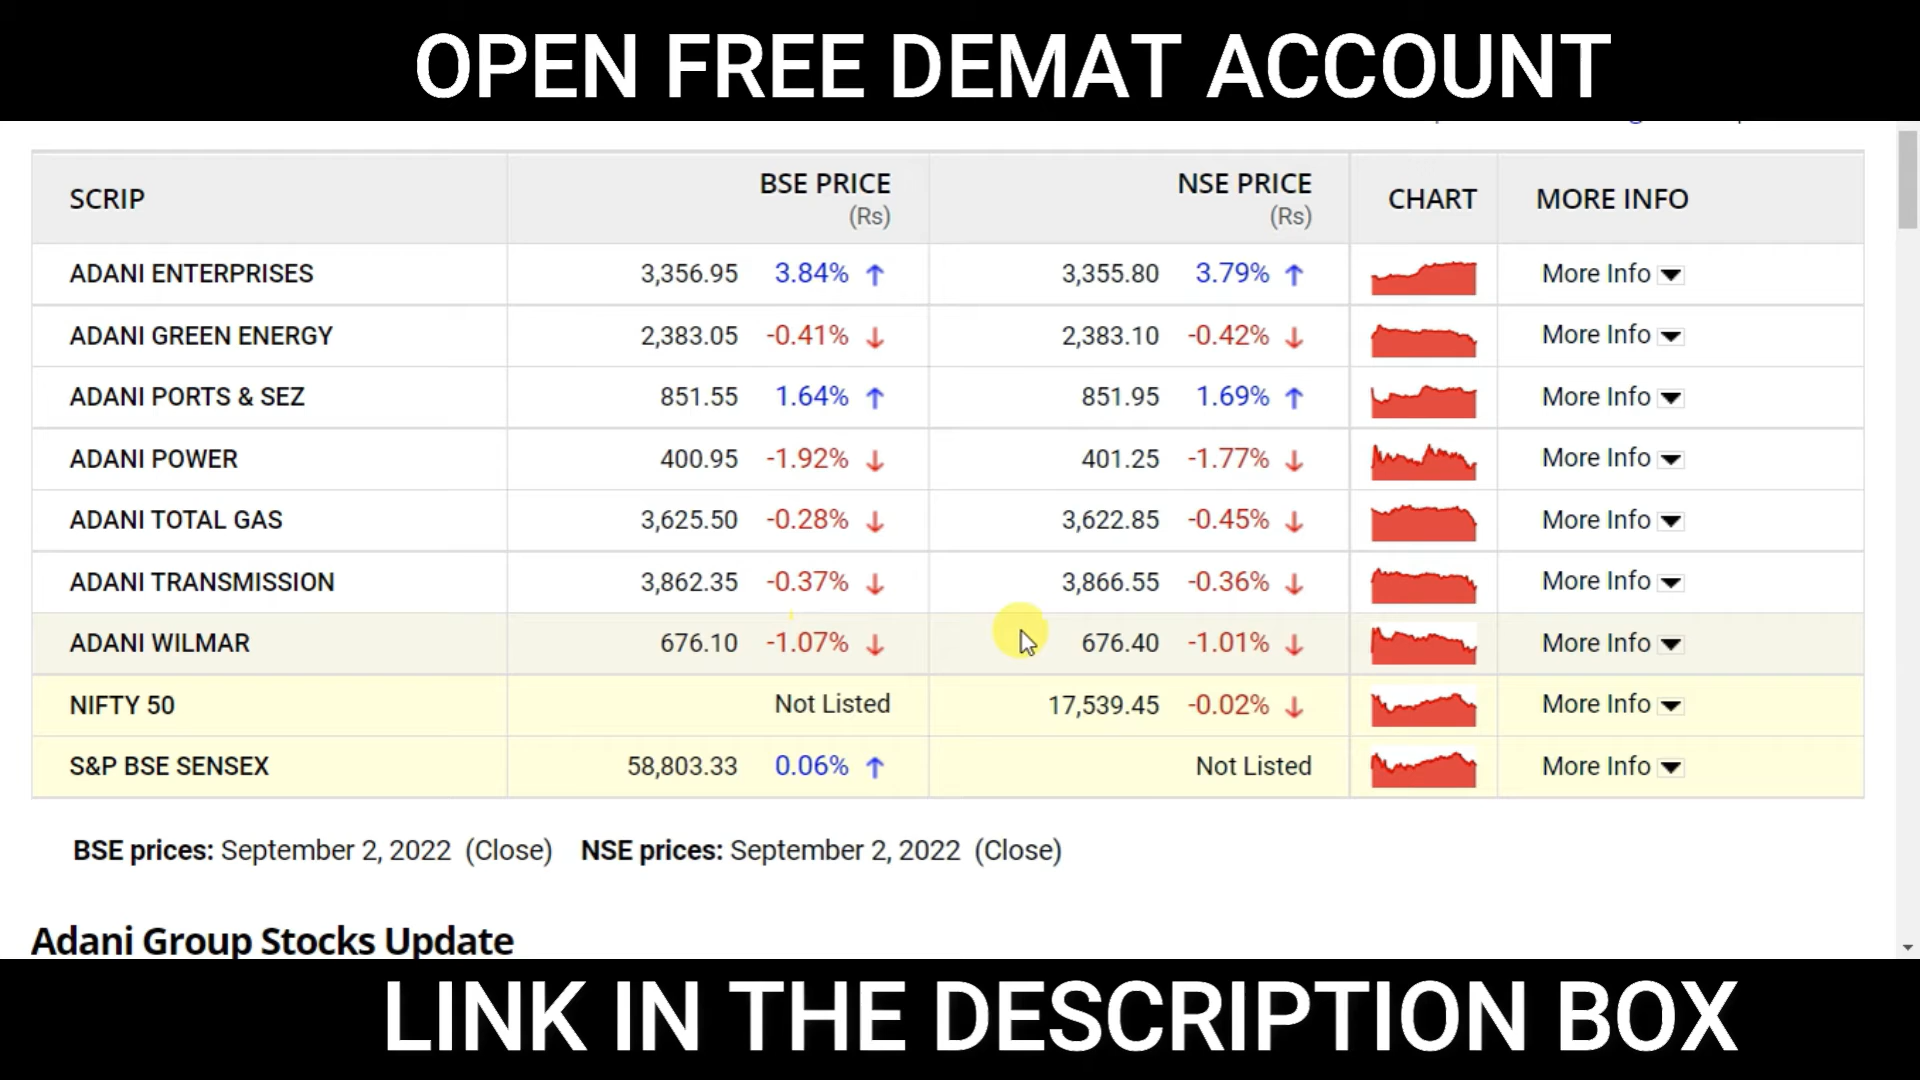 OPEN FREE DEMAT ACCOUNT
SCRIP BSE PRICE (Rs) NSE PRICE (Rs) CHART MORE INFO
ADANI ENTERPRISES 3,356.95 3.84% ↑ 3,355.80 3.79% ↑ More Info
ADANI GREEN ENERGY 2,383.05 -0.41% ↓ 2,383.10 -0.42% ↓ More Info
ADANI PORTS & SEZ 851.55 1.64% ↑ 851.95 1.69% ↑ More Info
ADANI POWER 400.95 -1.92% ↓ 401.25 -1.77% ↓ More Info
ADANI TOTAL GAS 3,625.50 -0.28% ↓ 3,622.85 -0.45% ↓ More Info
ADANI TRANSMISSION 3,862.35 -0.37% ↓ 3,866.55 -0.36% ↓ More Info
ADANI WILMAR 676.10 -1.07% ↓ 676.40 -1.01% ↓ More Info
NIFTY 50 Not Listed 17,539.45 -0.02% ↓ More Info
S&P BSE SENSEX 58,803.33 0.06% ↑ Not Listed More Info
BSE prices: September 2, 2022 (Close) NSE prices: September 2, 2022 (Close)
Adani Group Stocks Update
LINK IN THE DESCRIPTION BOX